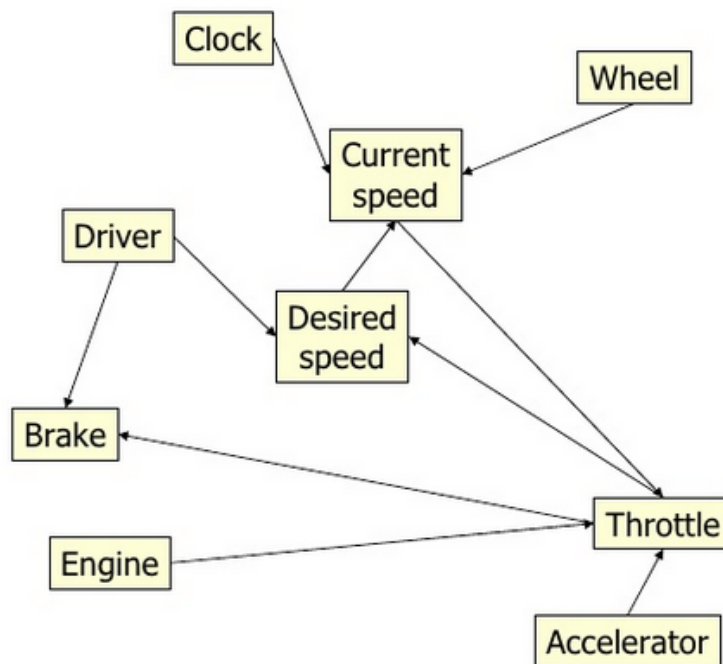 Clock
Wheel
Current
speed
Driver
Desired
speed
Brake
Throttle
Engine
Accelerator